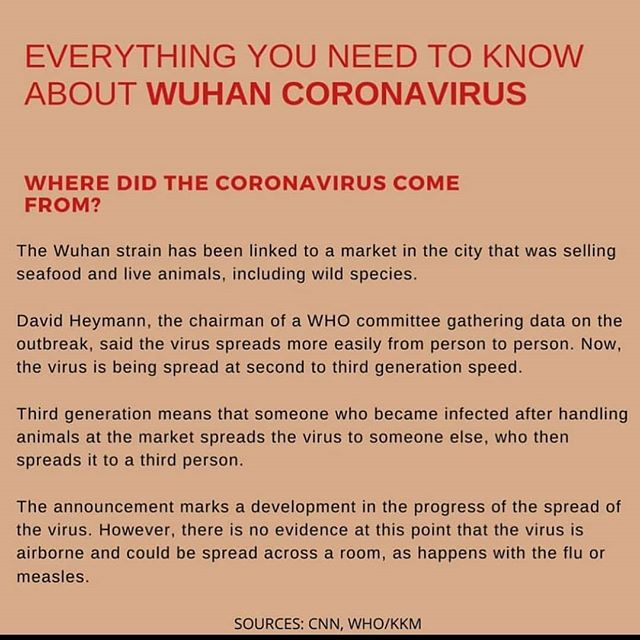 EVERYTHING YOU NEED TO KNOW
ABOUT WUHAN CORONAVIRUS
WHERE DID THE CORONAVIRUS COME
FROM?
The Wuhan strain has been linked to a market in the city that was selling
seafood and live animals, including wild species.
David Heymann, the chairman of a WHO committee gathering data on the
outbreak, said the virus spreads more easily from person to person. Now,
the virus is being spread at second to third generation speed.
Third generation means that someone who became infected after handling
animals at the market spreads the virus to someone else, who then
spreads it to a third person.
The announcement marks a development in the progress of the spread of
the virus. However, there is no evidence at this point that the virus is
airborne and could be spread across a room, as happens with the flu or
measles.
SOURCES: CNN, WHO/KKM